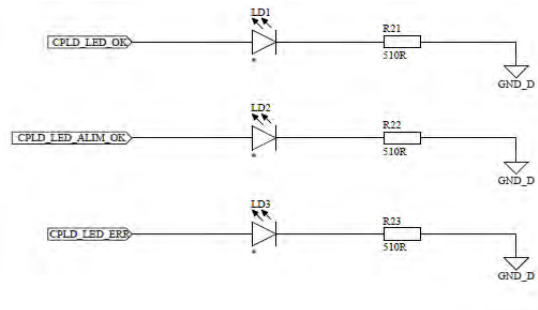 LD1
R21
CPLD_LED_OK
*
510R
GND_D
LD2
R22
CPLD_LED_ALIM_OK
*
510R
GND_D
LD3
R23
CPLD_LED_ERR
*
510R
GND_D